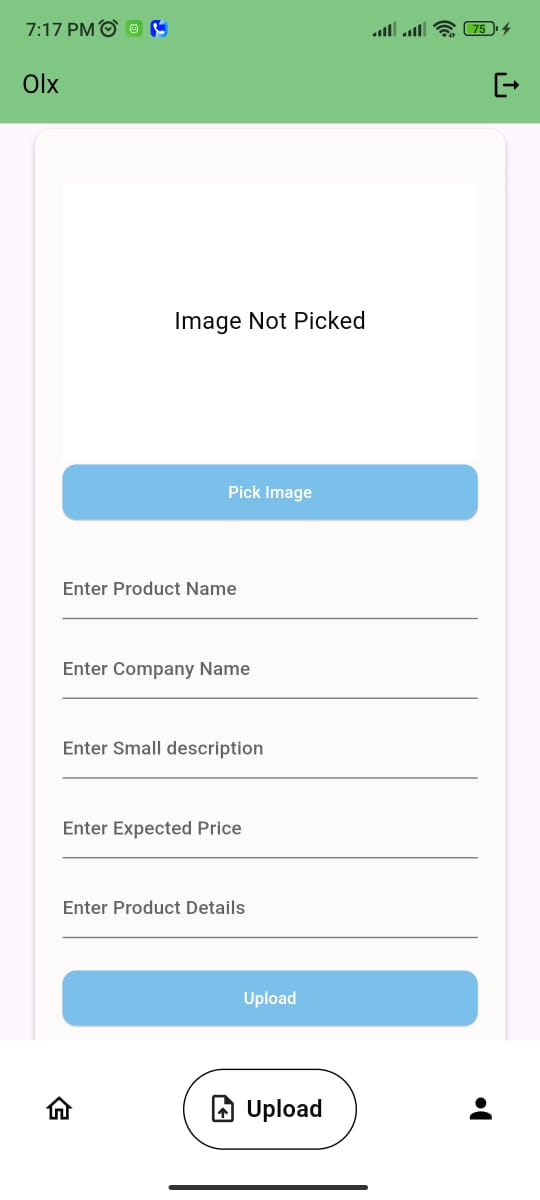 7:17 PM
75
Olx
Image Not Picked
Pick Image
Enter Product Name
Enter Company Name
Enter Small description
Enter Expected Price
Enter Product Details
Upload
Upload